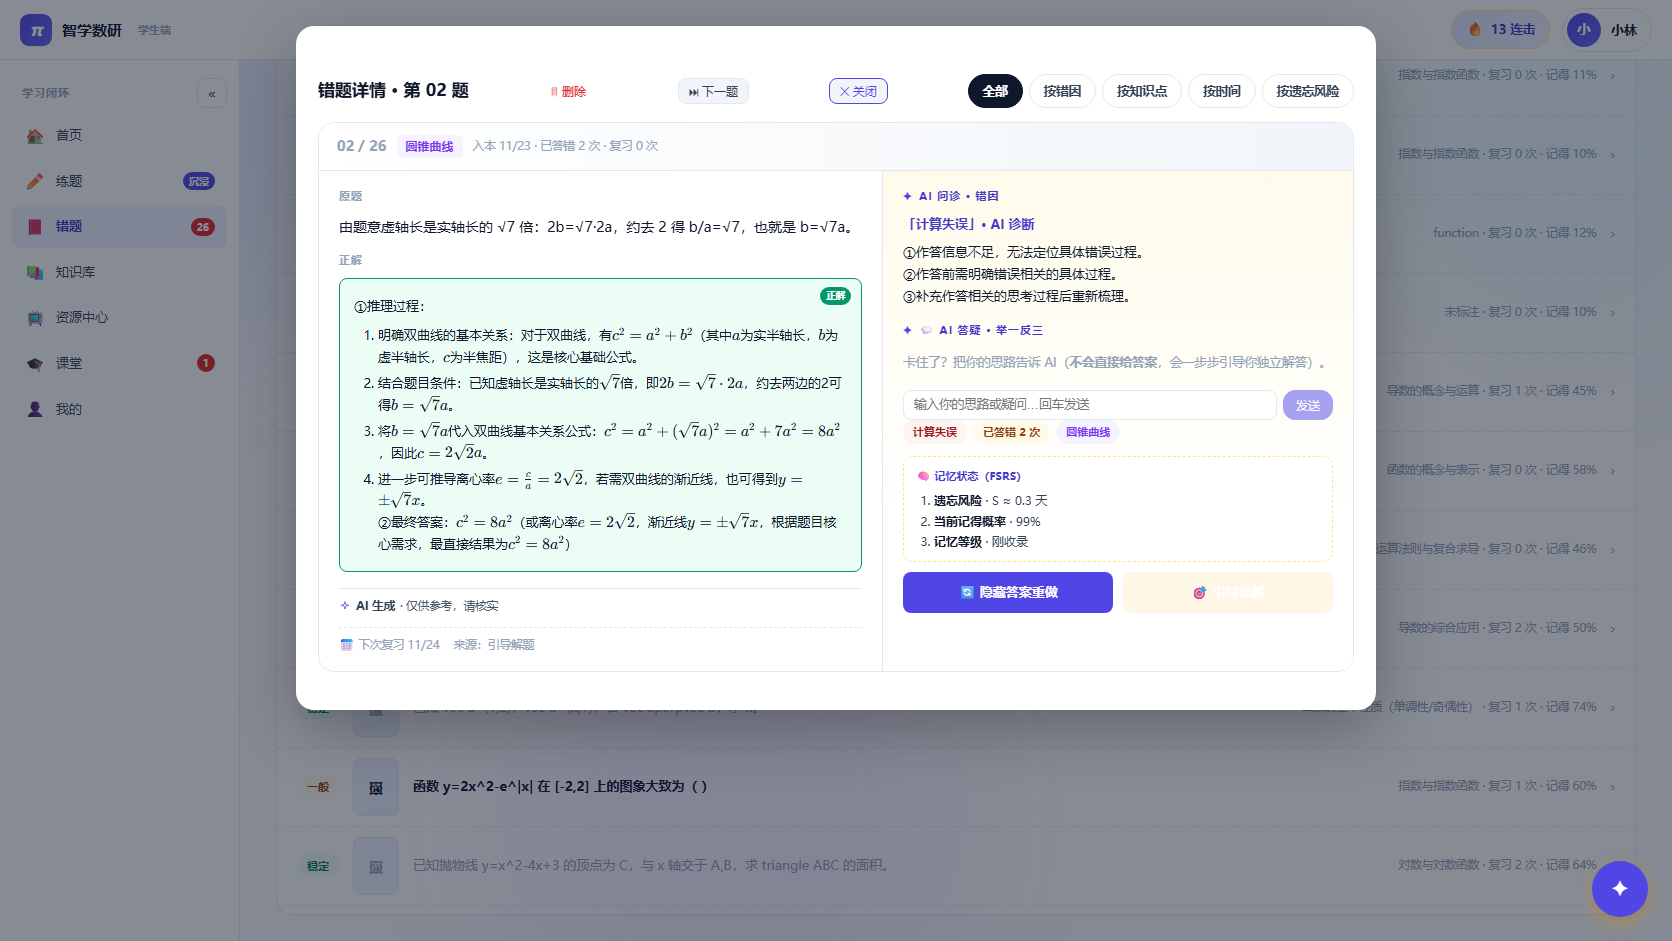 π 智学数研 学生端
13 连击
小 小林
学习闭环
«
首页
练题 沉浸
错题 26
知识库
资源中心
课堂 1
我的
错题详情 • 第 02 题
删除
下一题
关闭
全部
按错因
按知识点
按时间
按遗忘风险
02 / 26 圆锥曲线 入本 11/23 · 已答错 2 次 · 复习 0 次
原题
由题意虚轴长是实轴长的 √7 倍：2b=√7·2a，约去 2 得 b/a=√7，也就是 b=√7a。
正解
正解
①推理过程：
1. 明确双曲线的基本关系：对于双曲线，有c² = a² + b²（其中a为实半轴长，b为
虚半轴长，c为半焦距），这是核心基础公式。
2. 结合题目条件：已知虚轴长是实轴长的√7倍，即2b = √7 · 2a，约去两边的2可
得b = √7a。
3. 将b = √7a代入双曲线基本关系公式：c² = a² + (√7a)² = a² + 7a² = 8a²
，因此c = 2√2a。
4. 进一步可推导离心率e = c/a = 2√2，若需双曲线的渐近线，也可得到y =
±√7x。
②最终答案：c² = 8a²（或离心率e = 2√2，渐近线y = ±√7x，根据题目核
心需求，最直接结果为c² = 8a²）
AI 生成 · 仅供参考，请核实
下次复习 11/24 来源：引导解题
AI 问诊 • 错因
「计算失误」• AI 诊断
①作答信息不足，无法定位具体错误过程。
②作答前需明确错误相关的具体过程。
③补充作答相关的思考过程后重新梳理。
AI 答疑 • 举一反三
卡住了？把你的思路告诉 AI（不会直接给答案，会一步步引导你独立解答）。
输入你的思路或疑问…回车发送
发送
计算失误 已答错 2 次 圆锥曲线
记忆状态（FSRS）
1. 遗忘风险 · S ≈ 0.3 天
2. 当前记得概率 · 99%
3. 记忆等级 · 刚收录
隐藏答案重做
引导重解
指数与指数函数 · 复习 0 次 · 记得 11% ›
指数与指数函数 · 复习 0 次 · 记得 10% ›
function · 复习 0 次 · 记得 12% ›
未标注 · 复习 0 次 · 记得 10% ›
导数的概念与运算 · 复习 1 次 · 记得 45% ›
函数的概念与表示 · 复习 0 次 · 记得 58% ›
运算法则与复合求导 · 复习 0 次 · 记得 46% ›
导数的综合应用 · 复习 2 次 · 记得 50% ›
性质（单调性/奇偶性） · 复习 1 次 · 记得 74% ›
一般 函数 y=2x^2-e^|x| 在 [-2,2] 上的图象大致为（ ） 指数与指数函数 · 复习 1 次 · 记得 60% ›
稳定 已知抛物线 y=x^2-4x+3 的顶点为 C，与 x 轴交于 A,B，求 triangle ABC 的面积。 对数与对数函数 · 复习 2 次 · 记得 64%